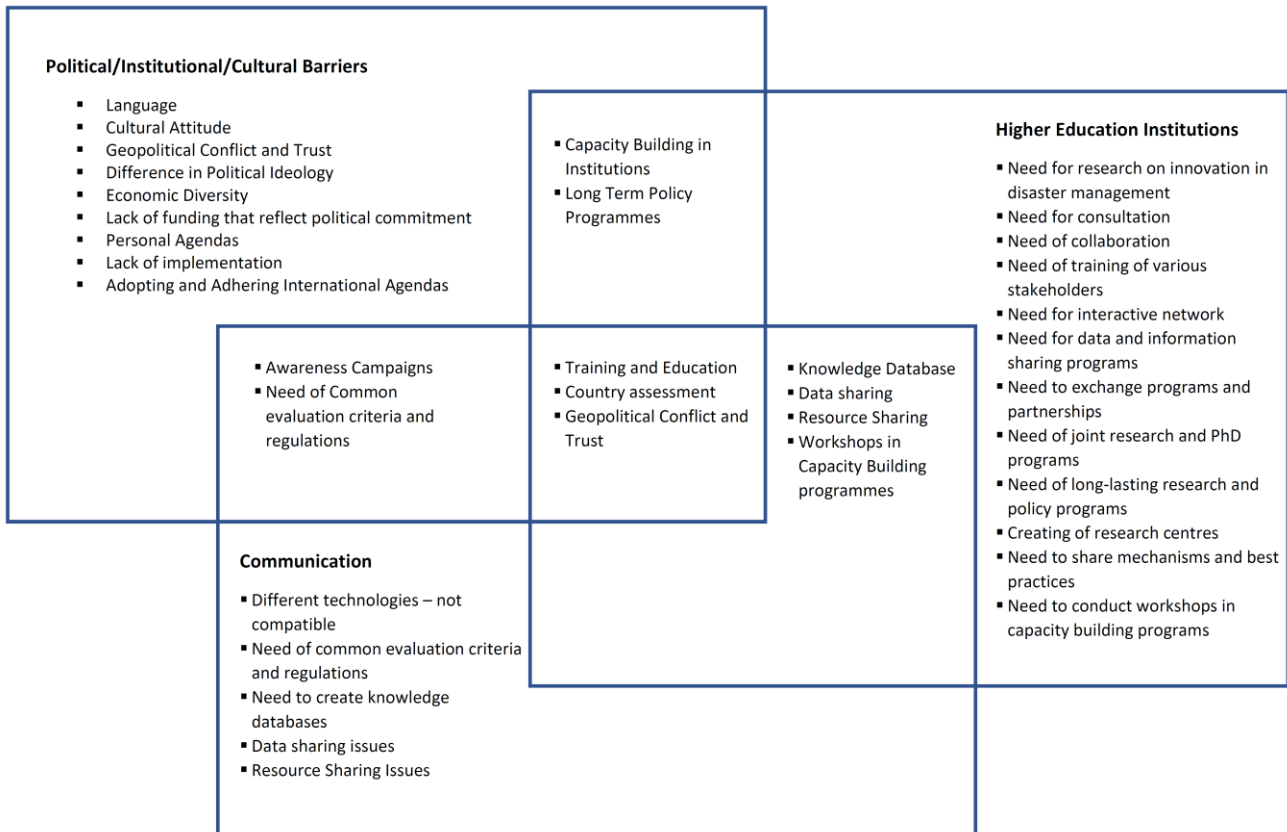 Political/Institutional/Cultural Barriers
▪ Language
▪ Cultural Attitude
▪ Geopolitical Conflict and Trust
▪ Difference in Political Ideology
▪ Economic Diversity
▪ Lack of funding that reflect political commitment
▪ Personal Agendas
▪ Lack of implementation
▪ Adopting and Adhering International Agendas
▪ Capacity Building in
Institutions
▪ Long Term Policy
Programmes
Higher Education Institutions
▪ Need for research on innovation in
disaster management
▪ Need for consultation
▪ Need of collaboration
▪ Need of training of various
stakeholders
▪ Need for interactive network
▪ Need for data and information
sharing programs
▪ Need to exchange programs and
partnerships
▪ Need of joint research and PhD
programs
▪ Need of long-lasting research and
policy programs
▪ Creating of research centres
▪ Need to share mechanisms and best
practices
▪ Need to conduct workshops in
capacity building programs
▪ Awareness Campaigns
▪ Need of Common
evaluation criteria and
regulations
▪ Training and Education
▪ Country assessment
▪ Geopolitical Conflict and
Trust
▪ Knowledge Database
▪ Data sharing
▪ Resource Sharing
▪ Workshops in
Capacity Building
programmes
Communication
▪ Different technologies – not
compatible
▪ Need of common evaluation criteria
and regulations
▪ Need to create knowledge
databases
▪ Data sharing issues
▪ Resource Sharing Issues